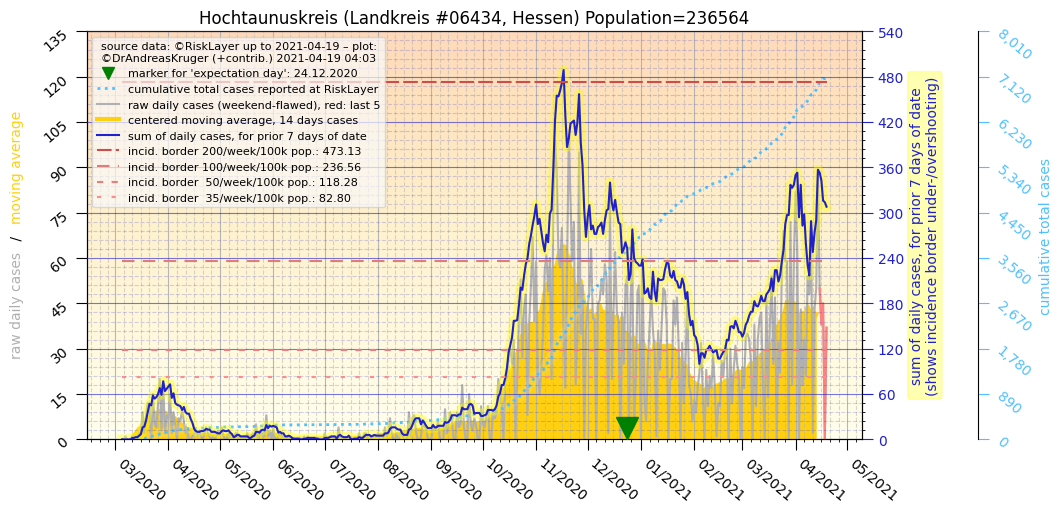 Hochtaunuskreis (Landkreis #06434, Hessen) Population=236564
source data: ©RiskLayer up to 2021-04-19 – plot:
©DrAndreasKruger (+contrib.) 2021-04-19 04:03
marker for 'expectation day': 24.12.2020
cumulative total cases reported at RiskLayer
raw daily cases (weekend-flawed), red: last 5
centered moving average, 14 days cases
sum of daily cases, for prior 7 days of date
incid. border 200/week/100k pop.: 473.13
incid. border 100/week/100k pop.: 236.56
incid. border 50/week/100k pop.: 118.28
incid. border 35/week/100k pop.: 82.80
raw daily cases / moving average
135
120
105
90
75
60
45
30
15
0
03/2020
04/2020
05/2020
06/2020
07/2020
08/2020
09/2020
10/2020
11/2020
12/2020
01/2021
02/2021
03/2021
04/2021
05/2021
540
480
420
360
300
240
180
120
60
0
sum of daily cases, for prior 7 days of date
(shows incidence border under-/overshooting)
8,010
7,120
6,230
5,340
4,450
3,560
2,670
1,780
890
0
cumulative total cases